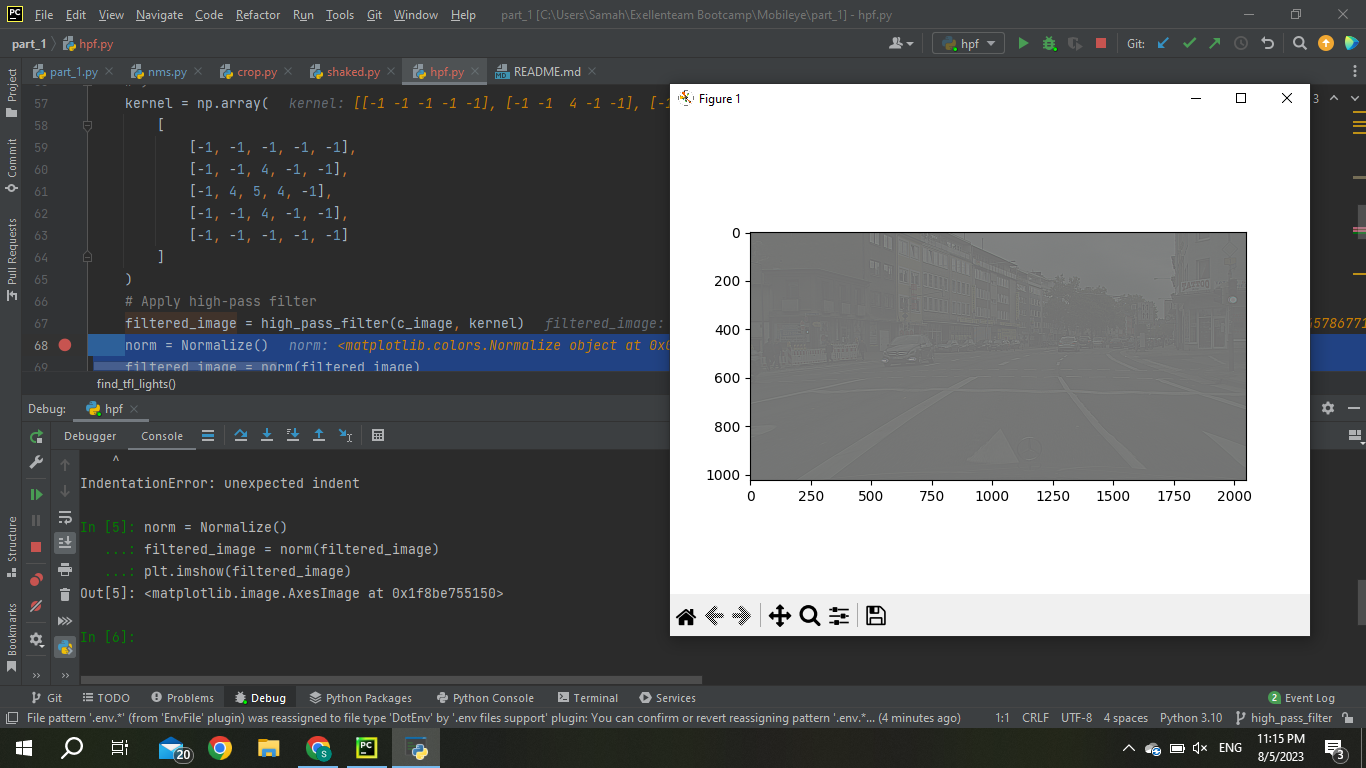 File Edit View Navigate Code Refactor Run Tools Git Window Help part_1 [C:\Users\Samah\Exellenteam Bootcamp\Mobileye\part_1] - hpf.py
part_1 hpf.py hpf Git:
part_1.py nms.py crop.py shaked.py hpf.py README.md
Project
Commit
Pull Requests
Structure
Bookmarks
57 kernel = np.array( kernel: [[-1 -1 -1 -1 -1], [-1 -1 4 -1 -1], [-1
58 [
59 [-1, -1, -1, -1, -1],
60 [-1, -1, 4, -1, -1],
61 [-1, 4, 5, 4, -1],
62 [-1, -1, 4, -1, -1],
63 [-1, -1, -1, -1, -1]
64 ]
65 )
66 # Apply high-pass filter
67 filtered_image = high_pass_filter(c_image, kernel) filtered_image: 65786771
68 norm = Normalize() norm: <matplotlib.colors.Normalize object at 0x0
69 filtered_image = norm(filtered_image)
find_tfl_lights()
3
Figure 1
0
200
400
600
800
1000
0 250 500 750 1000 1250 1500 1750 2000
Debug: hpf
Debugger Console
^
IndentationError: unexpected indent
In [5]: norm = Normalize()
...: filtered_image = norm(filtered_image)
...: plt.imshow(filtered_image)
Out[5]: <matplotlib.image.AxesImage at 0x1f8be755150>
In [6]:
Git TODO Problems Debug Python Packages Python Console Terminal Services 2 Event Log
File pattern '.env.*' (from 'EnvFile' plugin) was reassigned to file type 'DotEnv' by '.env files support' plugin: You can confirm or revert reassigning pattern '.env.*... (4 minutes ago) 1:1 CRLF UTF-8 4 spaces Python 3.10 high_pass_filter
20 PC S ENG 11:15 PM
8/5/2023 3